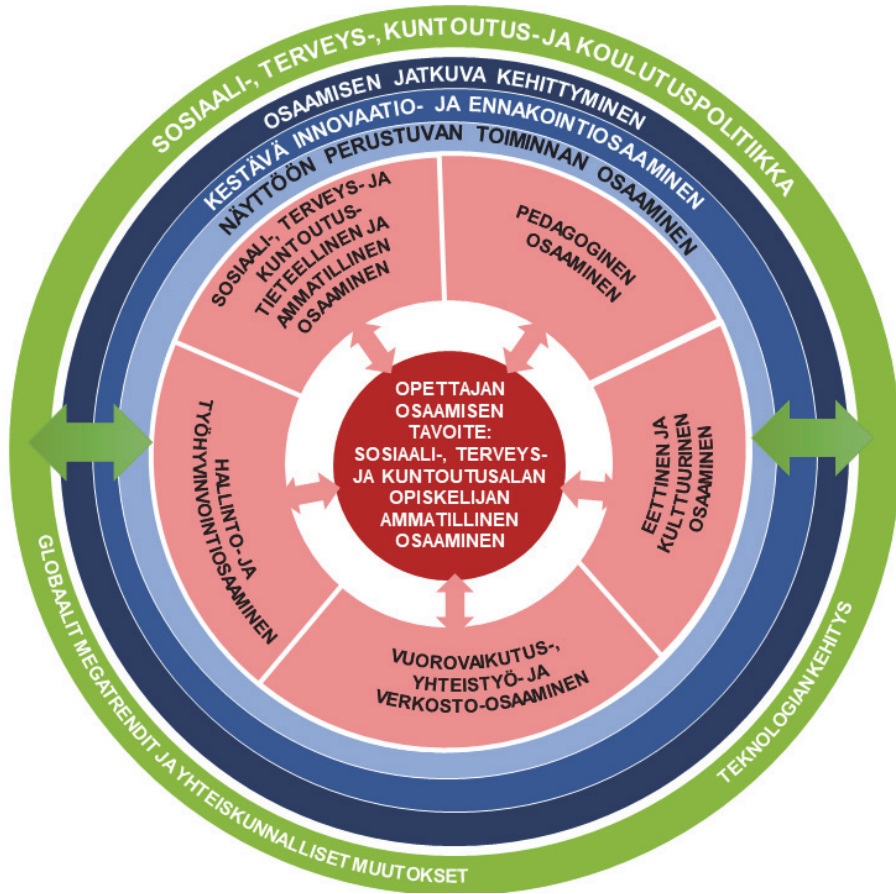 SOSIAALI-, TERVEYS-, KUNTOUTUS- JA KOULUTUSPOLITIIKKA
OSAAMISEN JATKUVA KEHITTYMINEN
KESTÄVÄ INNOVAATIO- JA ENNAKOINTIOSAAMINEN
NÄYTTÖÖN PERUSTUVAN TOIMINNAN OSAAMINEN
SOSIAALI-, TERVEYS- JA
KUNTOUTUS-
TIETEELLINEN JA
AMMATILLINEN
OSAAMINEN
PEDAGOGINEN
OSAAMINEN
EETTINEN JA
KULTTUURINEN
OSAAMINEN
VUOROVAIKUTUS-,
YHTEISTYÖ- JA
VERKOSTO-OSAAMINEN
HALLINTO- JA
TYÖHYVINVOINTIOSAAMINEN
OPETTAJAN
OSAAMISEN
TAVOITE:
SOSIAALI-, TERVEYS-
JA KUNTOUTUSALAN
OPISKELIJAN
AMMATILLINEN
OSAAMINEN
GLOBAALIT MEGATRENDIT JA YHTEISKUNNALLISET MUUTOKSET
TEKNOLOGIAN KEHITYS